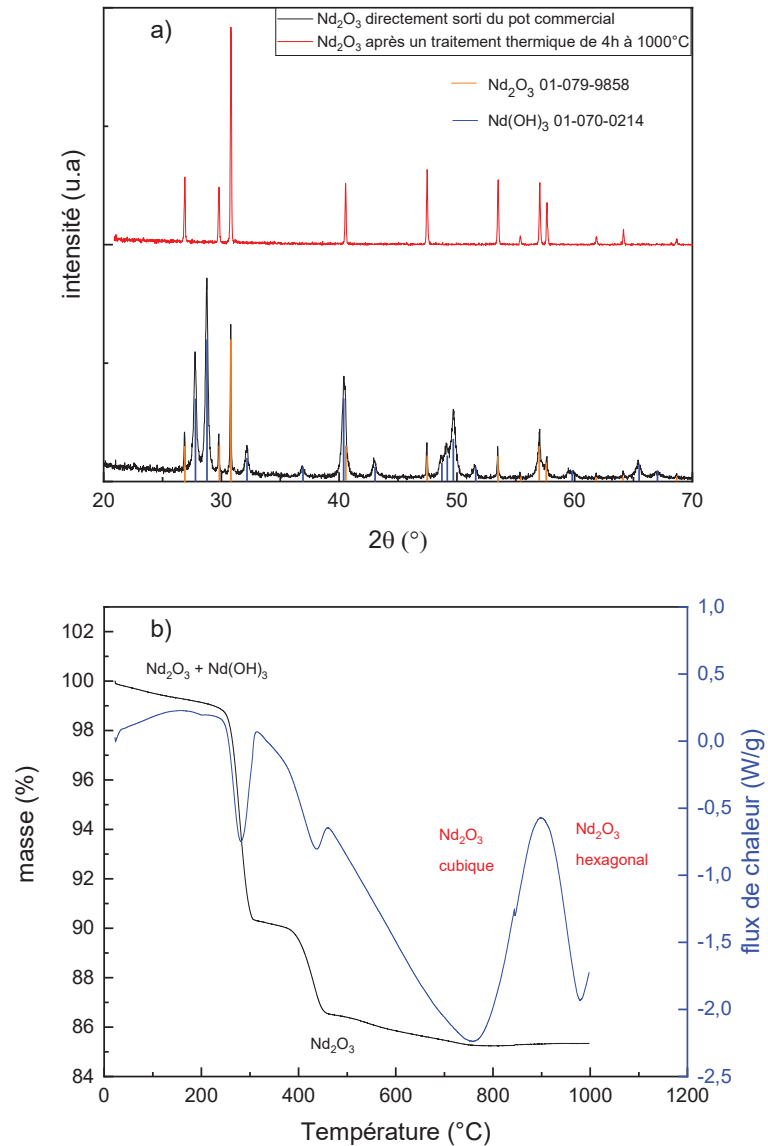 a)
Nd2O3 directement sorti du pot commercial
Nd2O3 après un traitement thermique de 4h à 1000°C
Nd2O3 01-079-9858
Nd(OH)3 01-070-0214
intensité (u.a)
20 30 40 50 60 70
2θ (°)
b)
Nd2O3 + Nd(OH)3
102
100
98
96
94
92
90
88
86
84
masse (%)
1,0
0,5
0,0
-0,5
-1,0
-1,5
-2,0
-2,5
flux de chaleur (W/g)
Nd2O3
cubique
Nd2O3
hexagonal
Nd2O3
0 200 400 600 800 1000 1200
Température (°C)